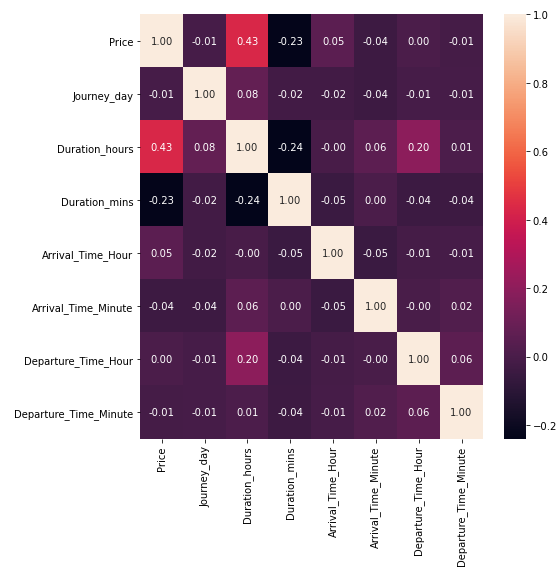 Price 1.00 -0.01 0.43 -0.23 0.05 -0.04 0.00 -0.01
Journey_day -0.01 1.00 0.08 -0.02 -0.02 -0.04 -0.01 -0.01
Duration_hours 0.43 0.08 1.00 -0.24 -0.00 0.06 0.20 0.01
Duration_mins -0.23 -0.02 -0.24 1.00 -0.05 0.00 -0.04 -0.04
Arrival_Time_Hour 0.05 -0.02 -0.00 -0.05 1.00 -0.05 -0.01 -0.01
Arrival_Time_Minute -0.04 -0.04 0.06 0.00 -0.05 1.00 -0.00 0.02
Departure_Time_Hour 0.00 -0.01 0.20 -0.04 -0.01 -0.00 1.00 0.06
Departure_Time_Minute -0.01 -0.01 0.01 -0.04 -0.01 0.02 0.06 1.00
Price
Journey_day
Duration_hours
Duration_mins
Arrival_Time_Hour
Arrival_Time_Minute
Departure_Time_Hour
Departure_Time_Minute
1.0
0.8
0.6
0.4
0.2
0.0
−0.2